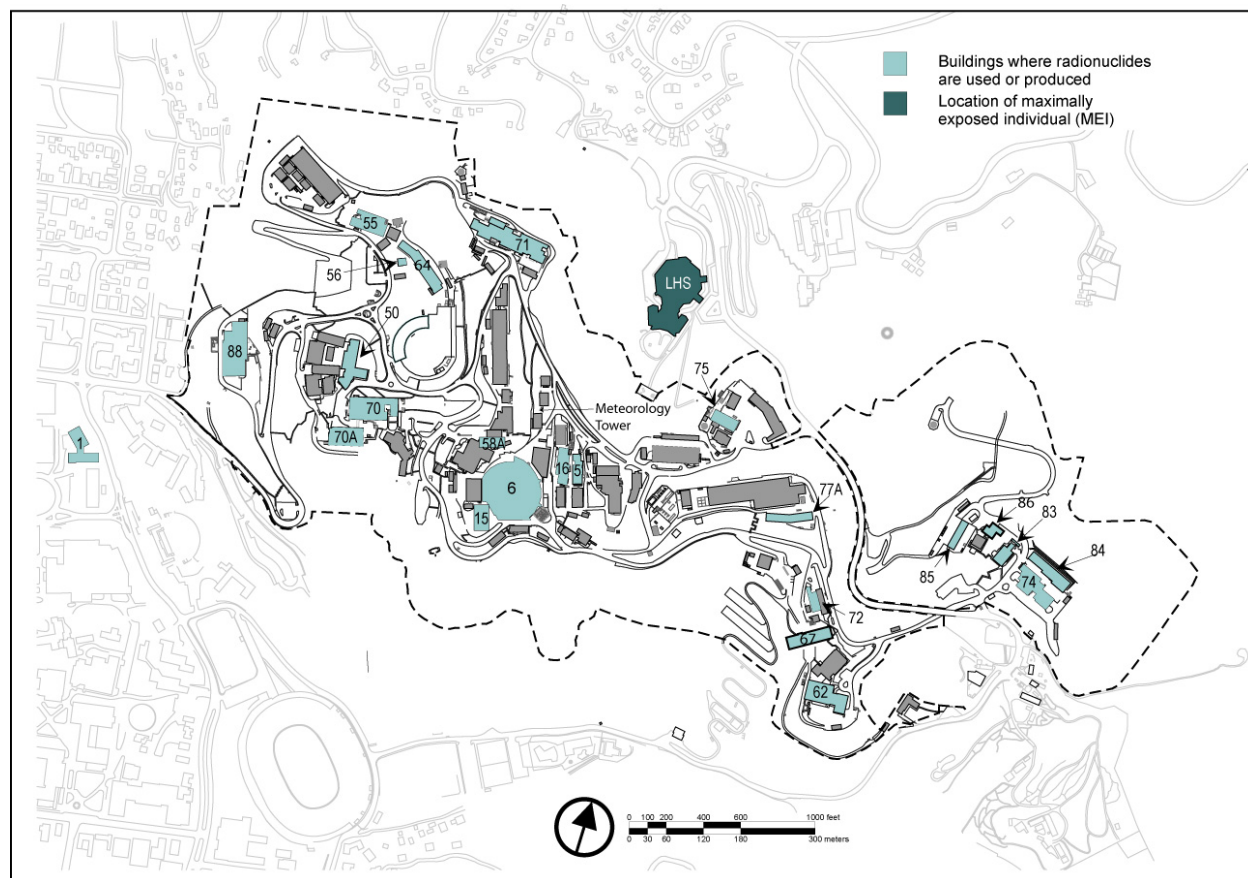 Buildings where radionuclides
are used or produced
Location of maximally
exposed individual (MEI)
55
71
56
64
LHS
50
88
75
70
Meteorology
Tower
70A
58A
1
16
5
6
77A
15
86
83
84
85
74
72
67
62
0 100 200 400 600 1000 feet
0 30 60 120 180 300 meters